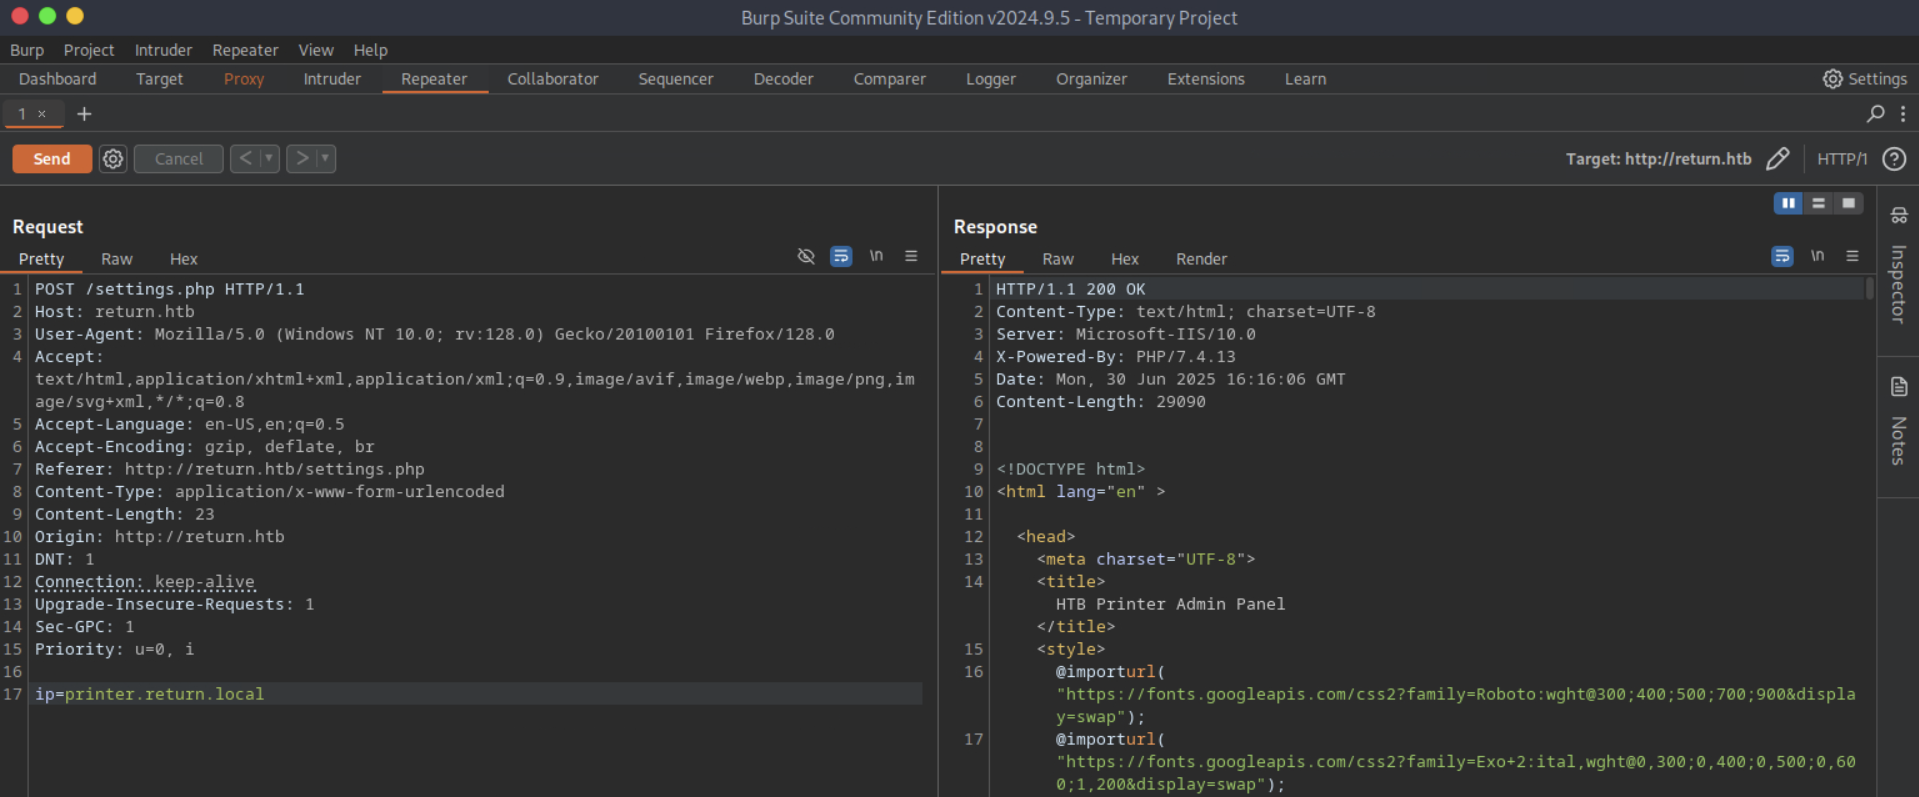 Burp Suite Community Edition v2024.9.5 - Temporary Project
Burp Project Intruder Repeater View Help
Dashboard Target Proxy Intruder Repeater Collaborator Sequencer Decoder Comparer Logger Organizer Extensions Learn Settings
1 × +
Send Cancel < > Target: http://return.htb HTTP/1 ?
Request
Pretty Raw Hex \n
1 POST /settings.php HTTP/1.1
2 Host: return.htb
3 User-Agent: Mozilla/5.0 (Windows NT 10.0; rv:128.0) Gecko/20100101 Firefox/128.0
4 Accept:
text/html,application/xhtml+xml,application/xml;q=0.9,image/avif,image/webp,image/png,im
age/svg+xml,*/*;q=0.8
5 Accept-Language: en-US,en;q=0.5
6 Accept-Encoding: gzip, deflate, br
7 Referer: http://return.htb/settings.php
8 Content-Type: application/x-www-form-urlencoded
9 Content-Length: 23
10 Origin: http://return.htb
11 DNT: 1
12 Connection: keep-alive
13 Upgrade-Insecure-Requests: 1
14 Sec-GPC: 1
15 Priority: u=0, i
16
17 ip=printer.return.local
Response
Pretty Raw Hex Render \n
1 HTTP/1.1 200 OK
2 Content-Type: text/html; charset=UTF-8
3 Server: Microsoft-IIS/10.0
4 X-Powered-By: PHP/7.4.13
5 Date: Mon, 30 Jun 2025 16:16:06 GMT
6 Content-Length: 29090
7
8
9 <!DOCTYPE html>
10 <html lang="en" >
11
12 <head>
13 <meta charset="UTF-8">
14 <title>
HTB Printer Admin Panel
</title>
15 <style>
16 @importurl(
"https://fonts.googleapis.com/css2?family=Roboto:wght@300;400;500;700;900&displa
y=swap");
17 @importurl(
"https://fonts.googleapis.com/css2?family=Exo+2:ital,wght@0,300;0,400;0,500;0,60
0;1,200&display=swap");
Inspector
Notes